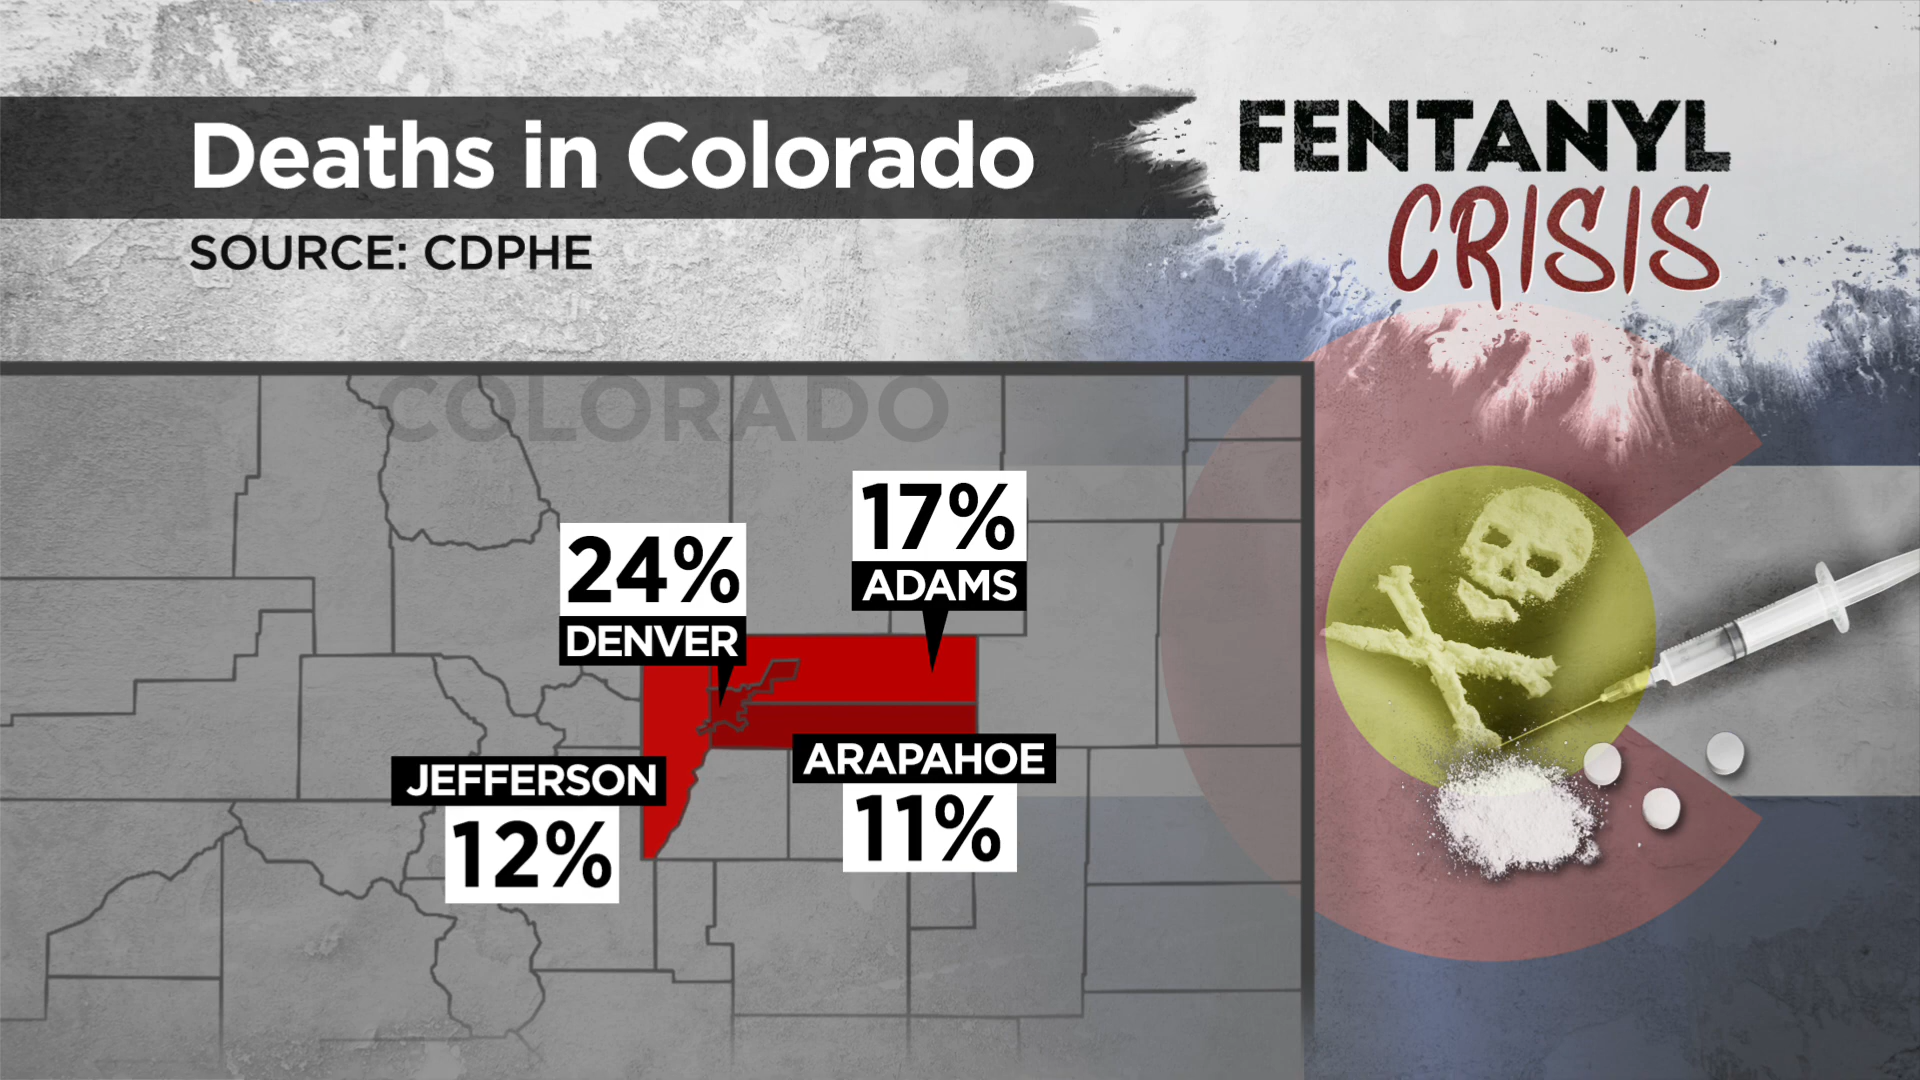 Deaths in Colorado
SOURCE: CDPHE
FENTANYL
CRISIS
COLORADO
24%
DENVER
17%
ADAMS
JEFFERSON
12%
ARAPAHOE
11%